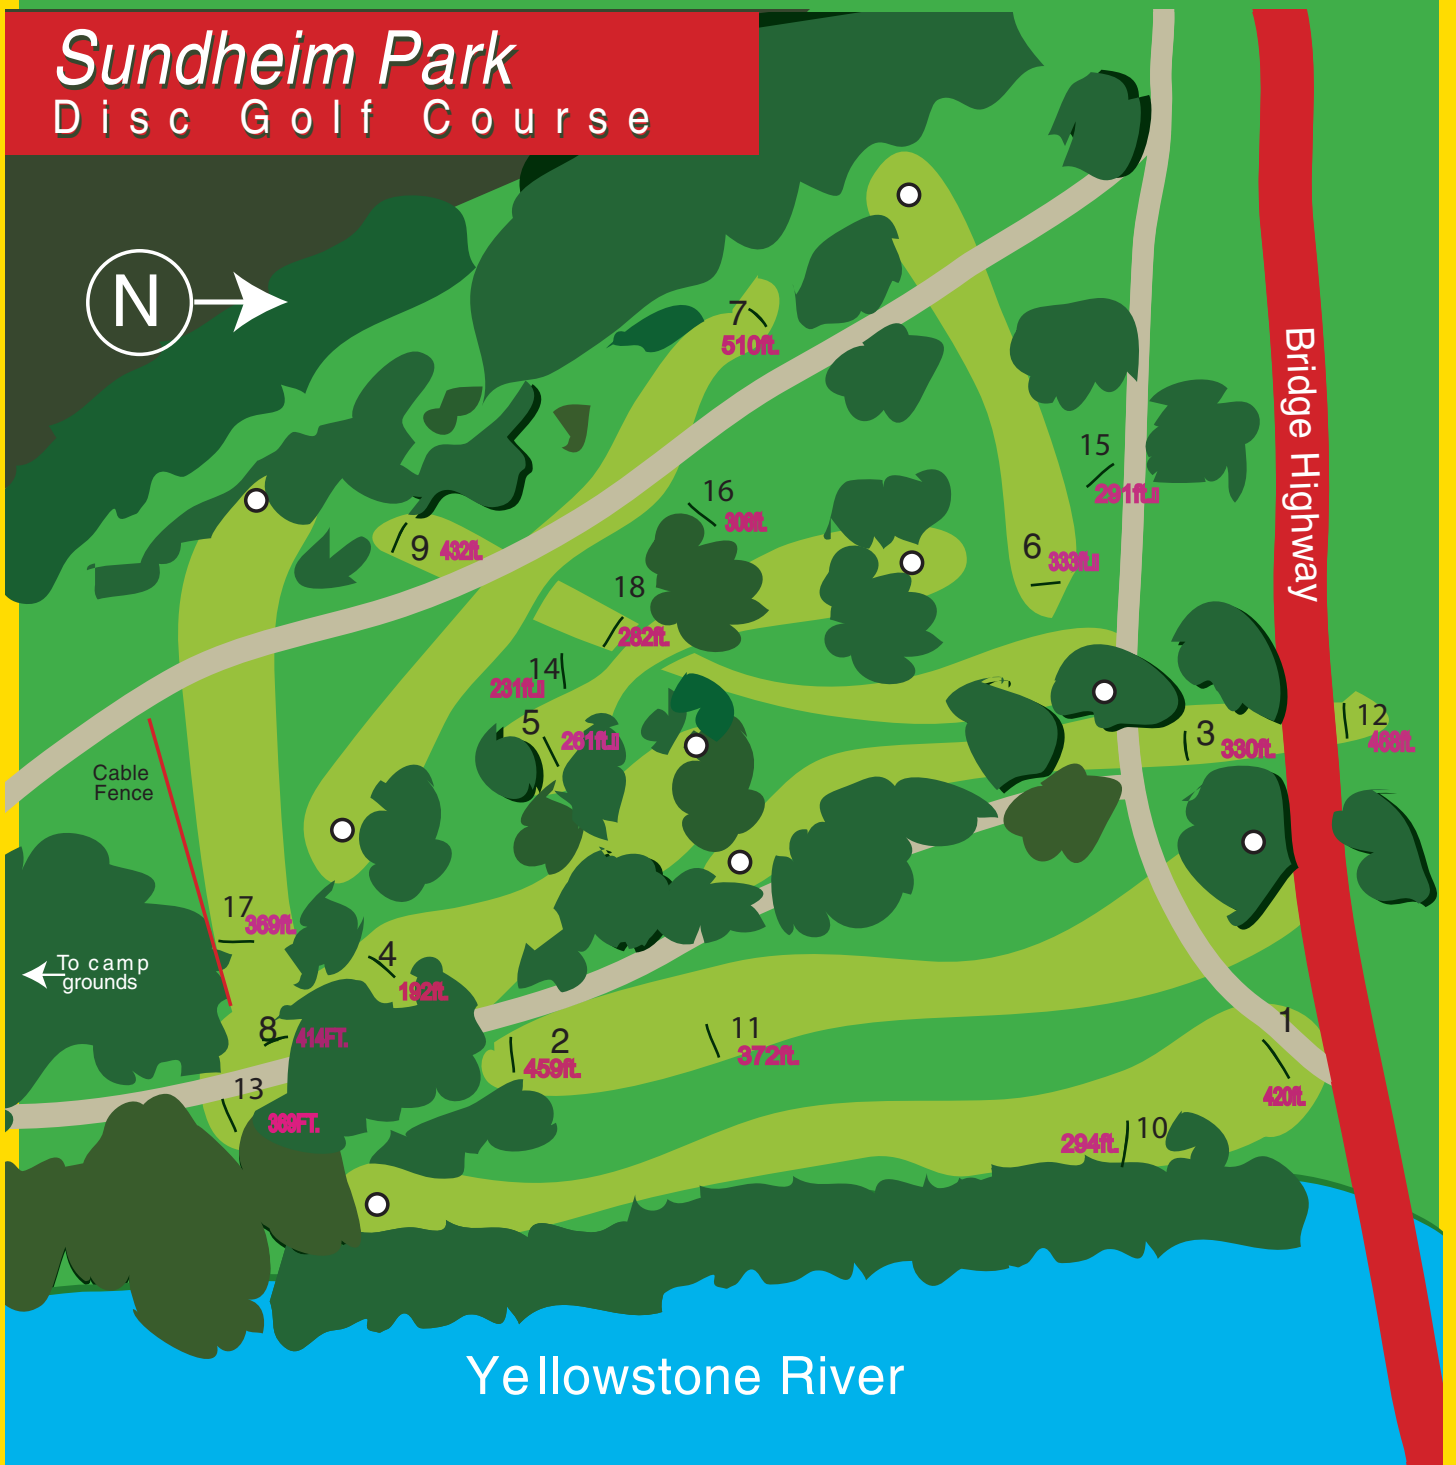 Sundheim Park
Disc Golf Course
N
7
510ft.
Bridge Highway
15
291ft.
16
308ft.
9 432ft.
6 333ft.
18
282ft.
14
231ft.
5
261ft.
3 330ft.
12
468ft.
Cable
Fence
17
369ft.
4
192ft.
To camp
grounds
8 414FT.
2
459ft.
11
372ft.
1
420ft.
13
369FT.
294ft. 10
Yellowstone River